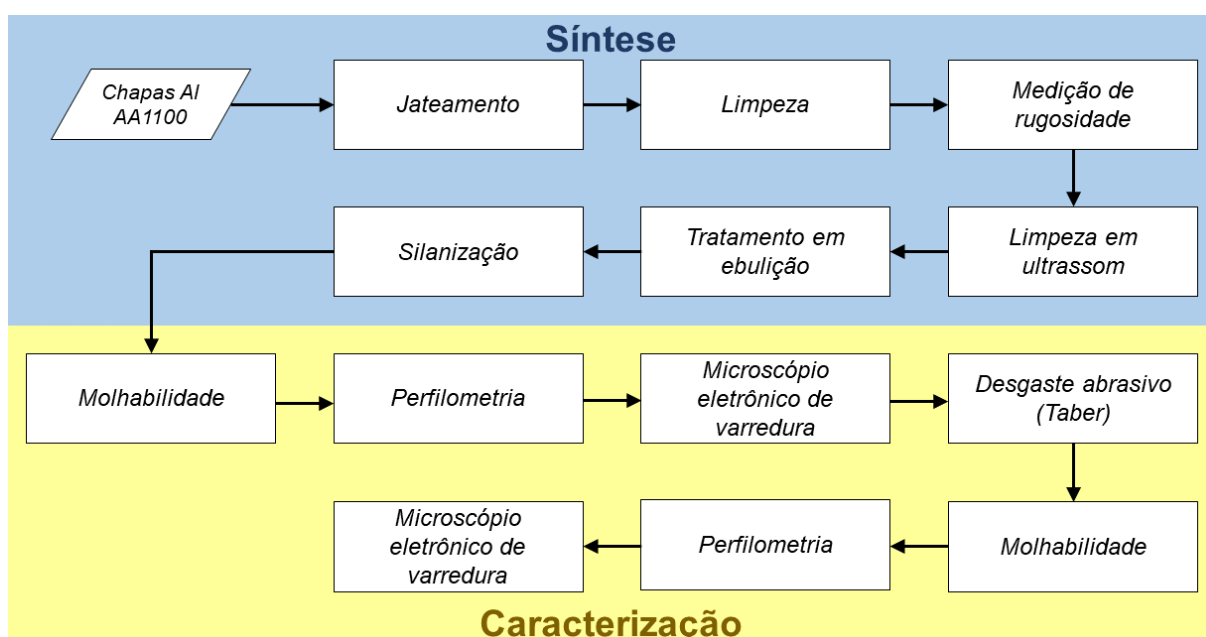 Síntese
Chapas Al
AA1100
Jateamento
Limpeza
Medição de
rugosidade
Limpeza em
ultrassom
Tratamento em
ebulição
Silanização
Molhabilidade
Perfilometria
Microscópio
eletrônico de
varredura
Desgaste abrasivo
(Taber)
Molhabilidade
Perfilometria
Microscópio
eletrônico de
varredura
Caracterização